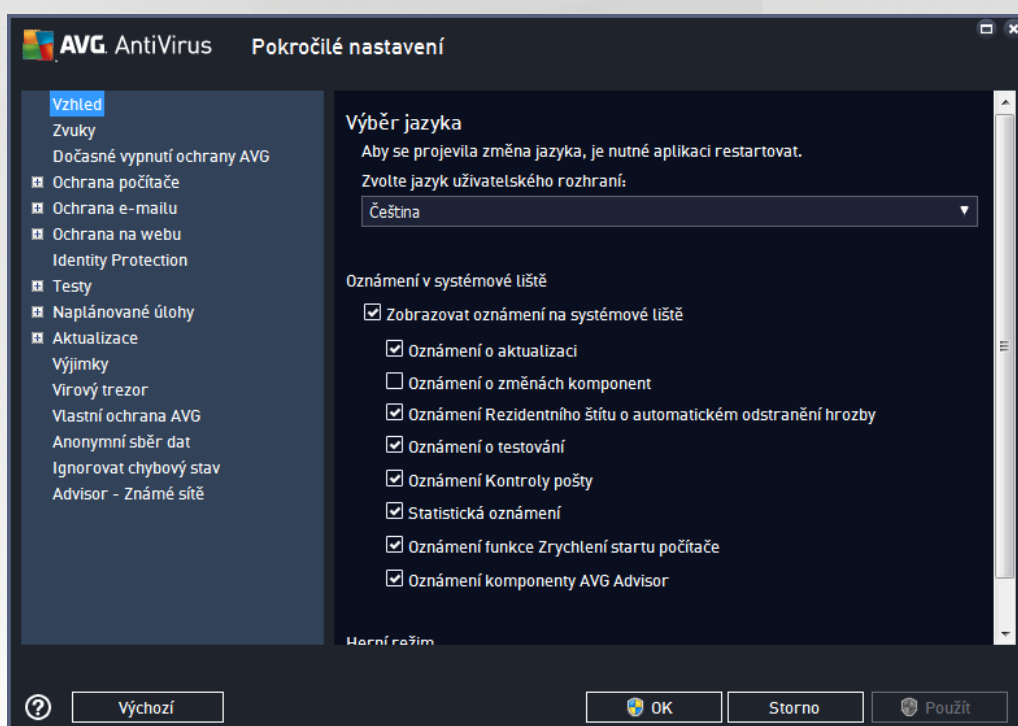 AVG. AntiVirus Pokročilé nastavení
Vzhled
Zvuky
Dočasné vypnutí ochrany AVG
Ochrana počítače
Ochrana e-mailu
Ochrana na webu
Identity Protection
Testy
Naplánované úlohy
Aktualizace
Výjimky
Virový trezor
Vlastní ochrana AVG
Anonymní sběr dat
Ignorovat chybový stav
Advisor - Známé sítě
Výběr jazyka
Aby se projevila změna jazyka, je nutné aplikaci restartovat.
Zvolte jazyk uživatelského rozhraní:
Čeština
Oznámení v systémové liště
Zobrazovat oznámení na systémové liště
Oznámení o aktualizaci
Oznámení o změnách komponent
Oznámení Rezidentního štítu o automatickém odstranění hrozby
Oznámení o testování
Oznámení Kontroly pošty
Statistická oznámení
Oznámení funkce Zrychlení startu počítače
Oznámení komponenty AVG Advisor
Herní režim
Výchozí
OK
Storno
Použít